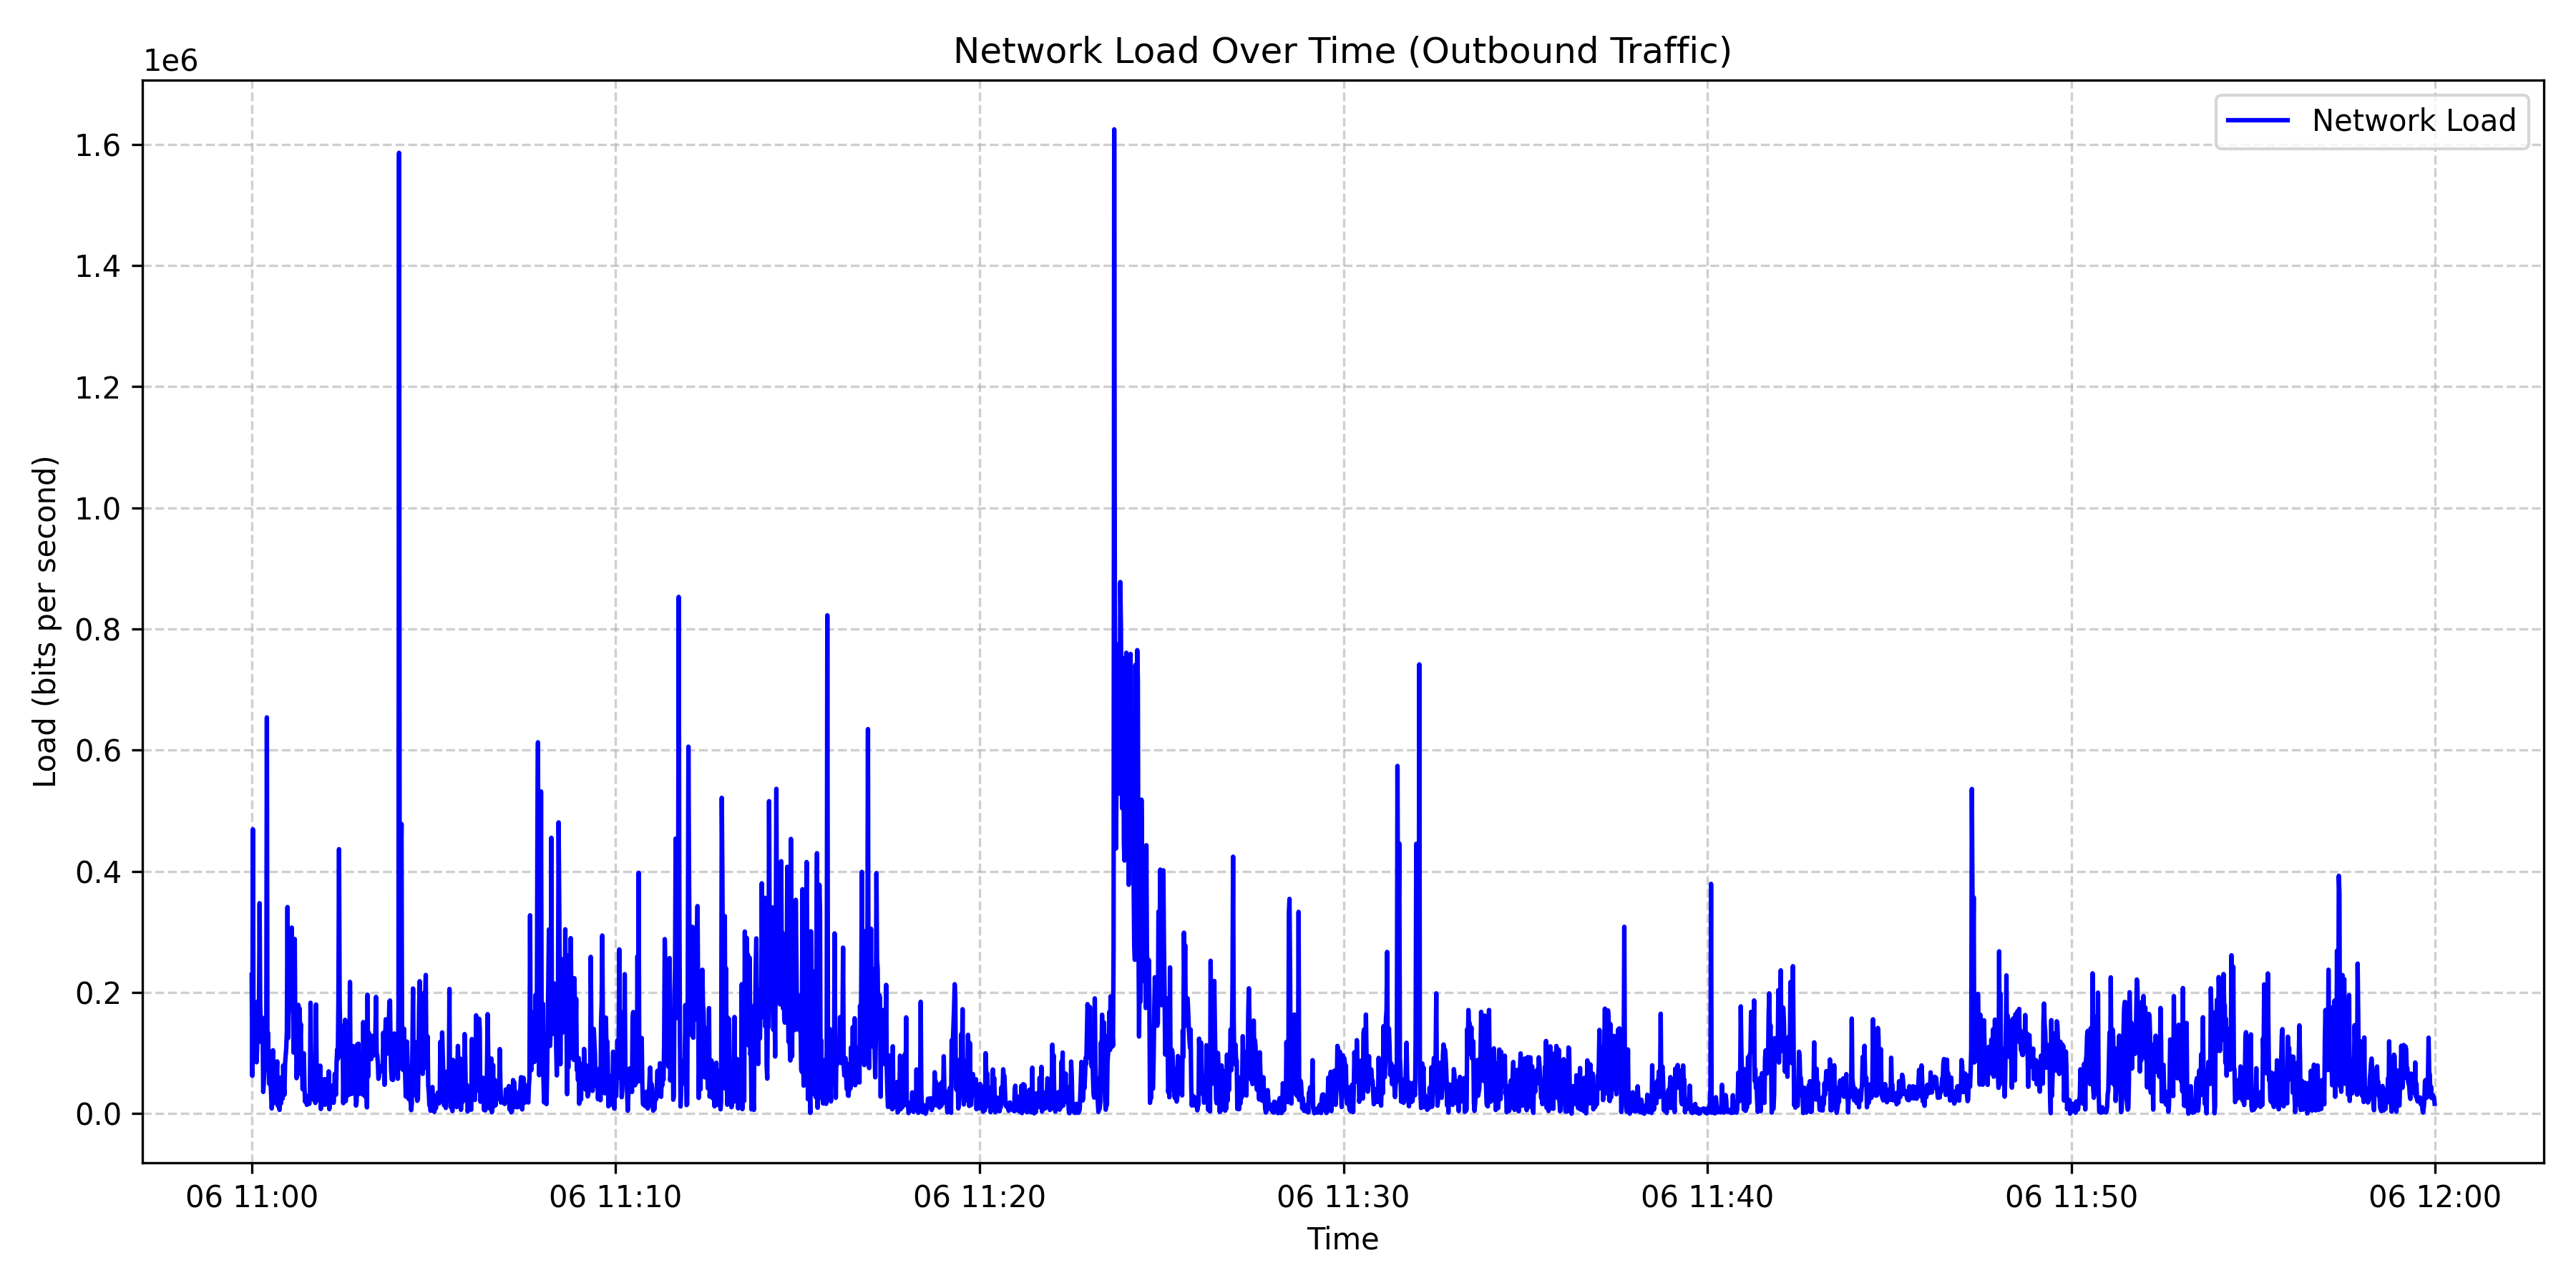 Network Load Over Time (Outbound Traffic)
1e6
Network Load
1.6
1.4
1.2
1.0
0.8
0.6
0.4
0.2
0.0
Load (bits per second)
06 11:00 06 11:10 06 11:20 06 11:30 06 11:40 06 11:50 06 12:00
Time